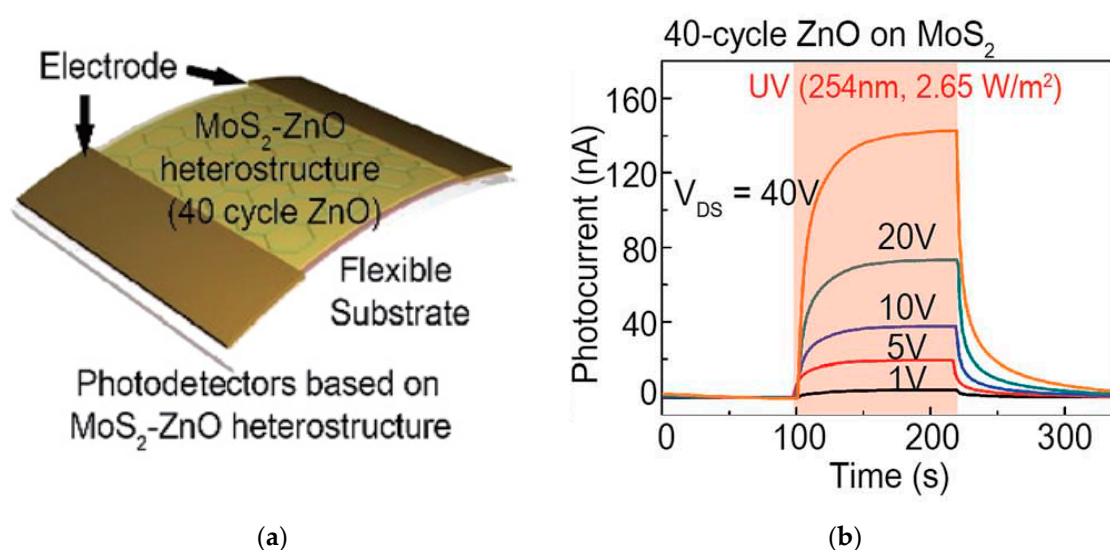 Electrode
MoS₂-ZnO
heterostructure
(40 cycle ZnO)
Flexible
Substrate
Photodetectors based on
MoS₂-ZnO heterostructure
(a)
40-cycle ZnO on MoS₂
UV (254nm, 2.65 W/m²)
V_DS = 40V
20V
10V
5V
1V
Photocurrent (nA)
160
120
80
40
0
0 100 200 300
Time (s)
(b)